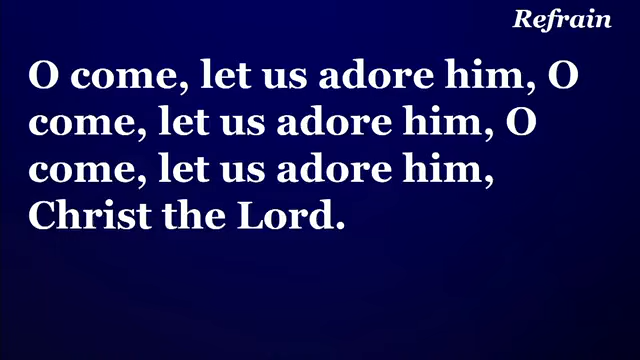 Refrain
O come, let us adore him, O
come, let us adore him, O
come, let us adore him,
Christ the Lord.